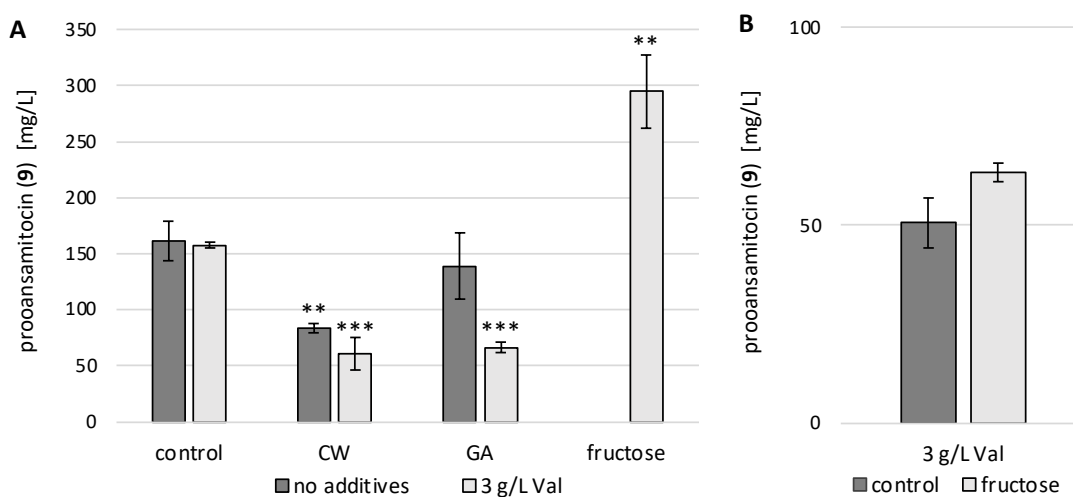 A
prooansamitocin (9) [mg/L]
350
300
250
200
150
100
50
0
**
***
***
**
control
CW
GA
fructose
no additives
3 g/L Val
B
prooansamitocin (9) [mg/L]
100
50
0
3 g/L Val
control
fructose